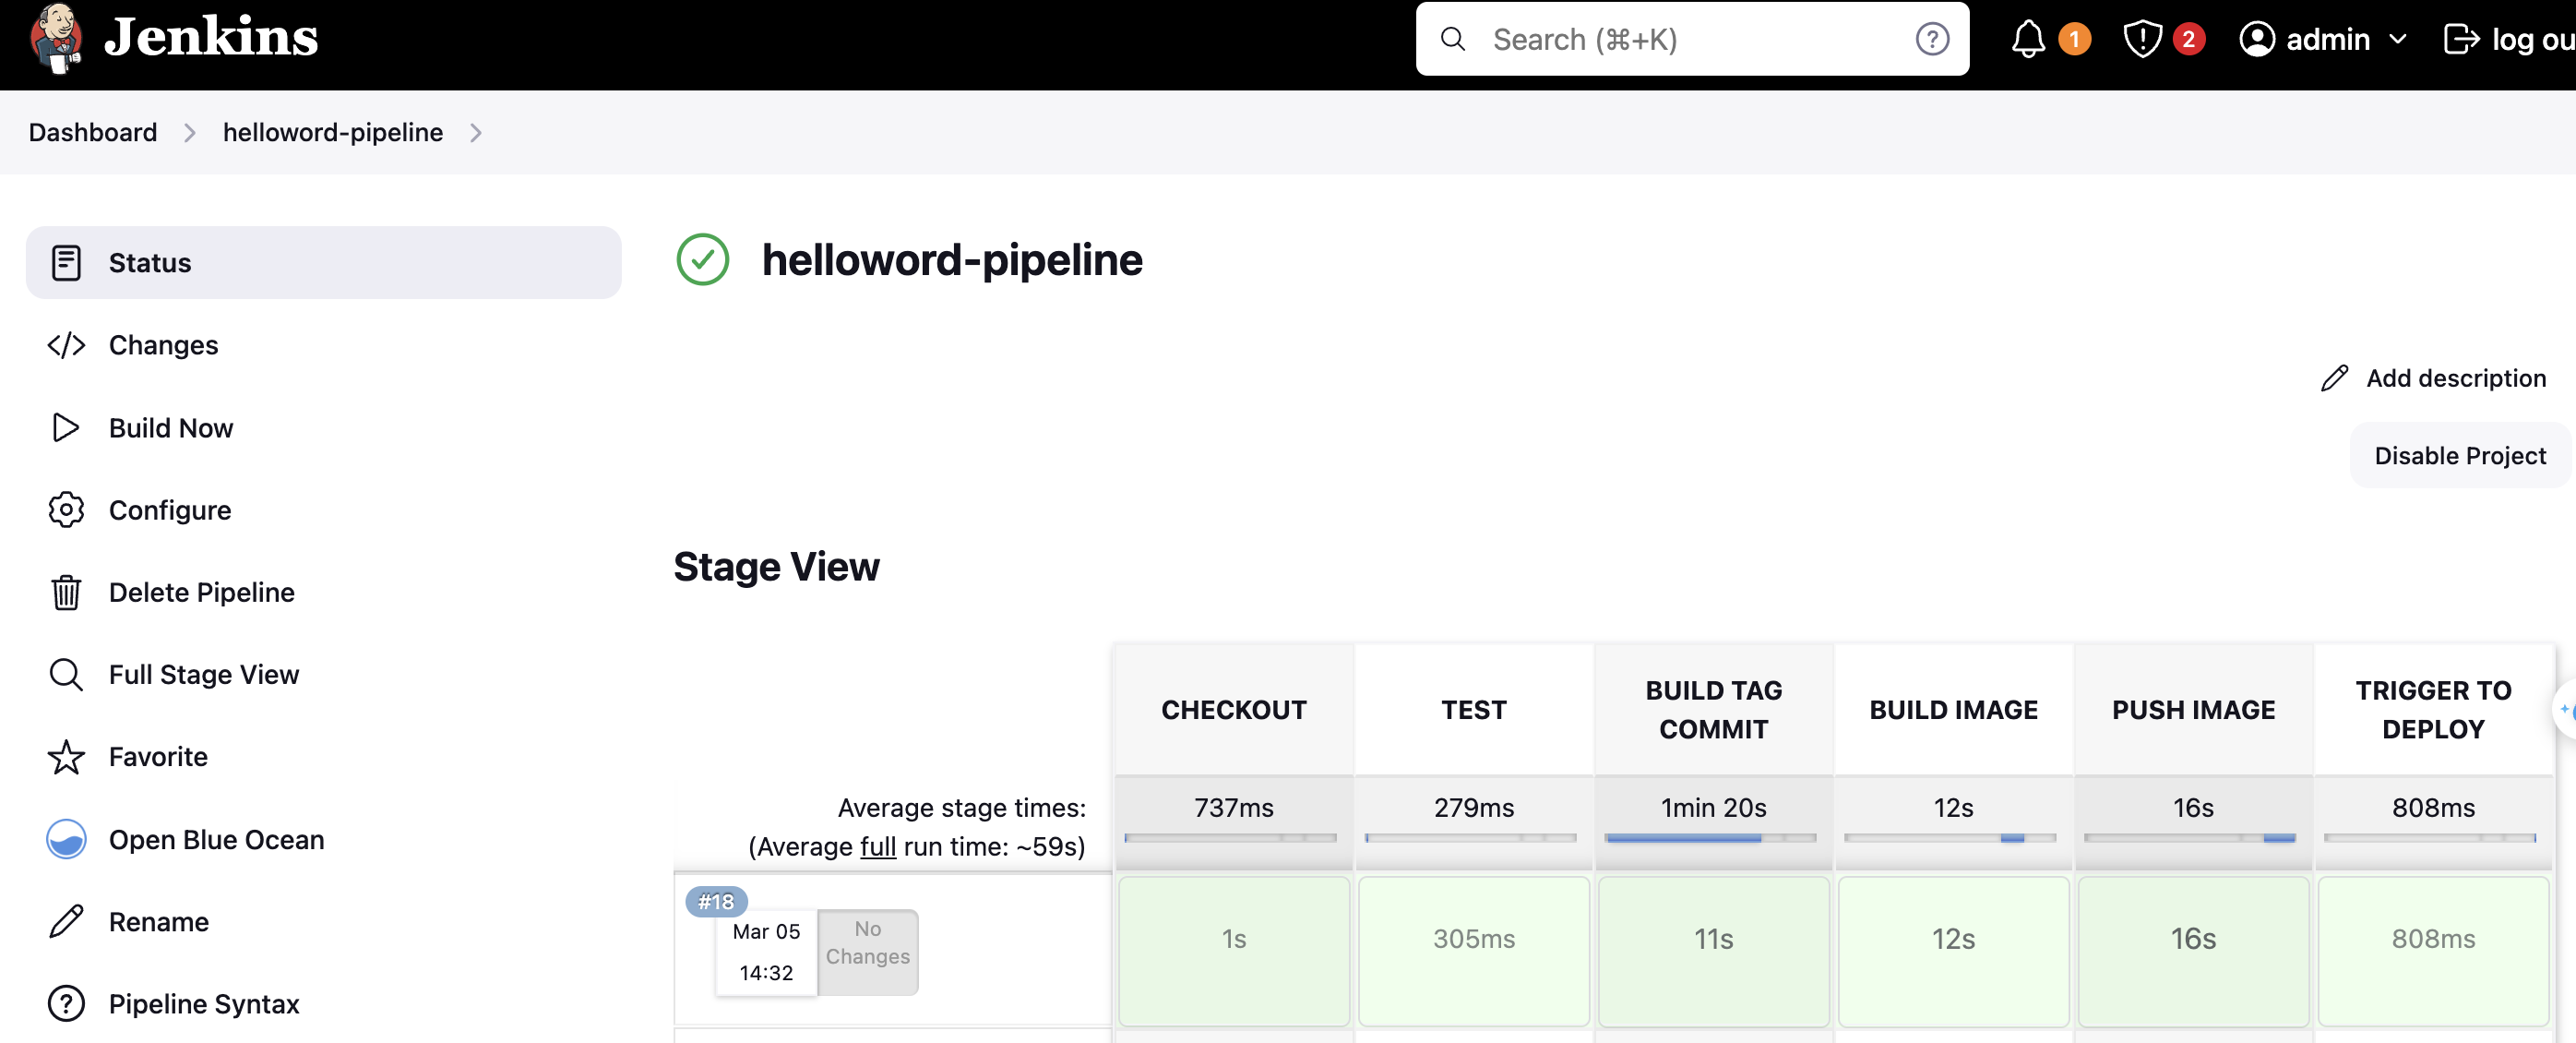 Jenkins
Search (⌘+K)
1
2
admin
log ou
Dashboard
helloword-pipeline
Status
Changes
Build Now
Configure
Delete Pipeline
Full Stage View
Favorite
Open Blue Ocean
Rename
Pipeline Syntax
helloword-pipeline
Add description
Disable Project
Stage View
CHECKOUT
TEST
BUILD TAG
COMMIT
BUILD IMAGE
PUSH IMAGE
TRIGGER TO
DEPLOY
Average stage times:
(Average full run time: ~59s)
737ms
279ms
1min 20s
12s
16s
808ms
#18
Mar 05
14:32
No
Changes
1s
305ms
11s
12s
16s
808ms